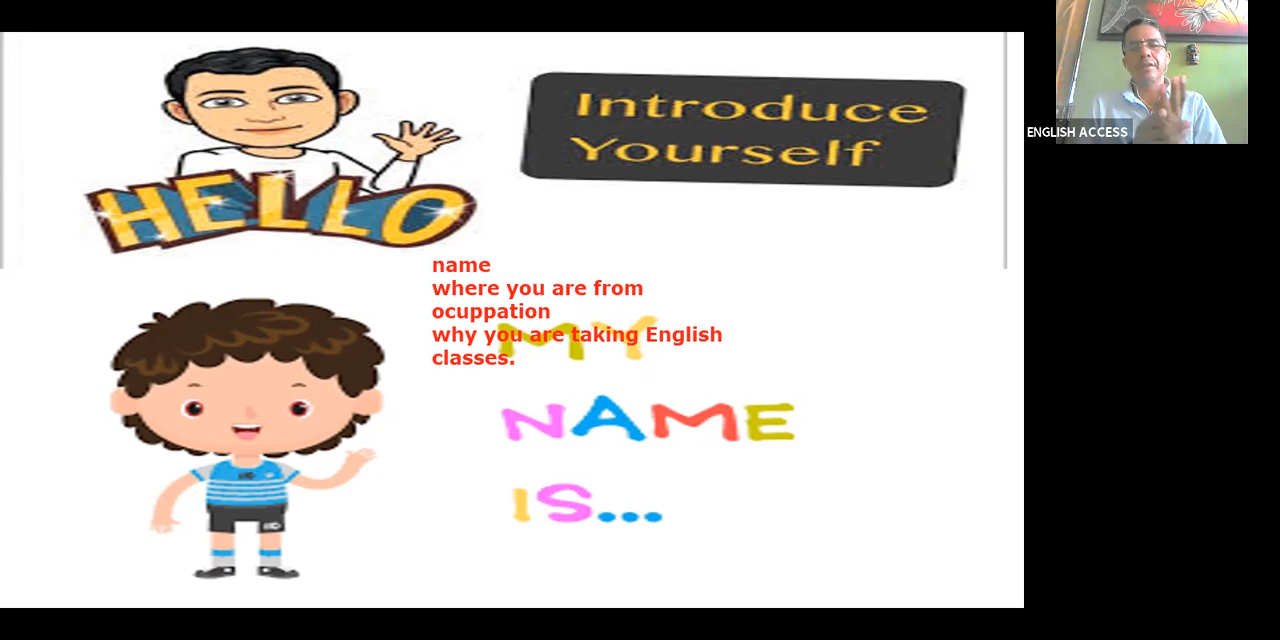 HELLO
Introduce
Yourself
ENGLISH ACCESS
name
where you are from
ocuppation
why you are taking English
classes.
MY
NAME
IS...